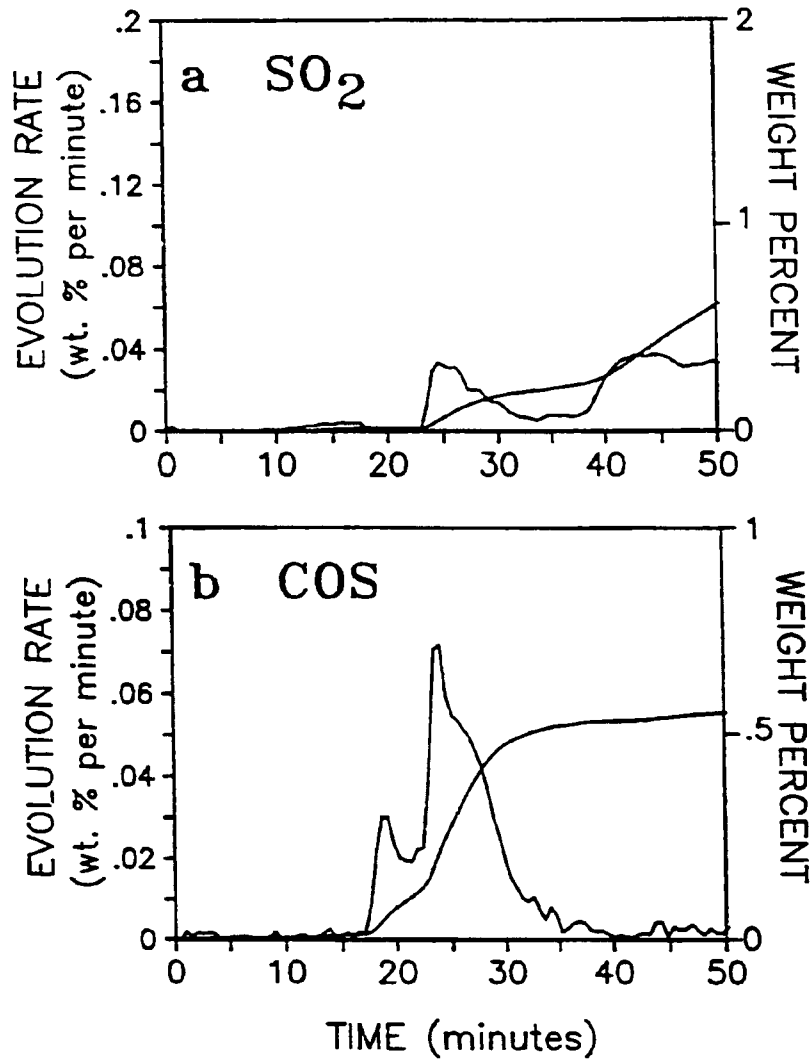 .2
.16
.12
.08
.04
0
a SO2
2
1
0
EVOLUTION RATE
(wt. % per minute)
WEIGHT PERCENT
0 10 20 30 40 50
.1
.08
.06
.04
.02
0
b COS
1
.5
0
EVOLUTION RATE
(wt. % per minute)
WEIGHT PERCENT
0 10 20 30 40 50
TIME (minutes)